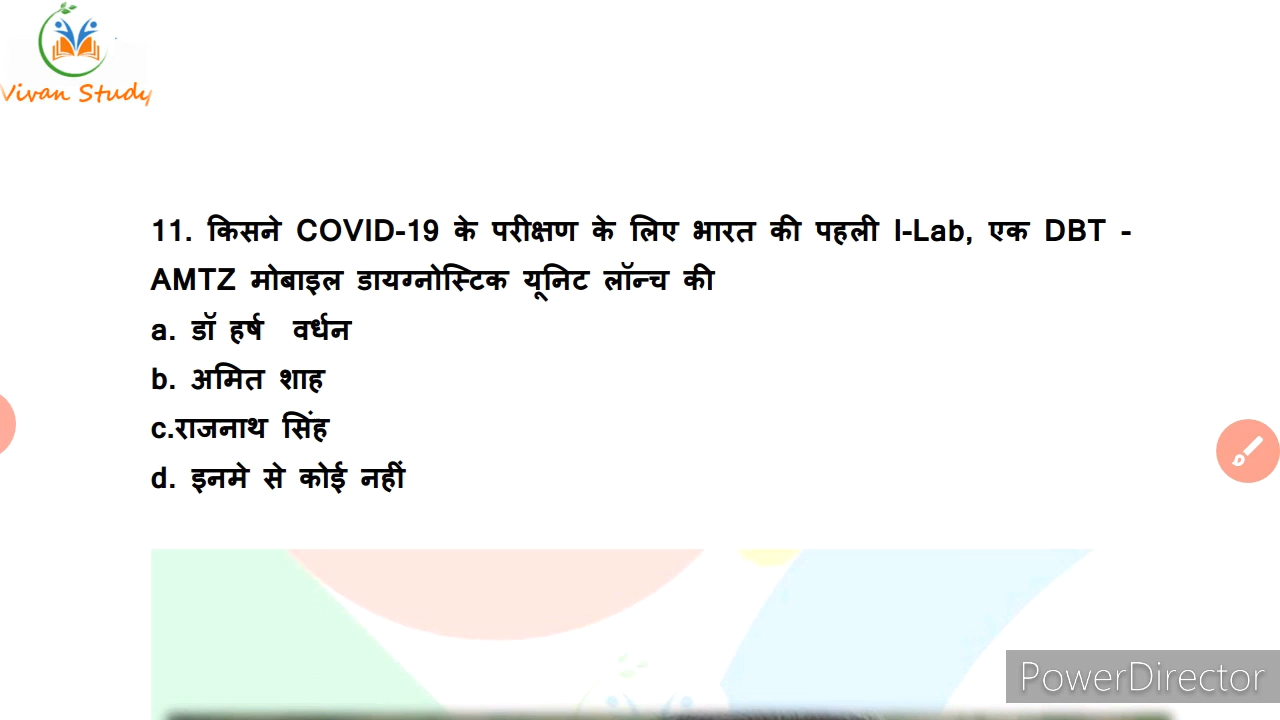 Vivan Study
11. किसने COVID-19 के परीक्षण के लिए भारत की पहली I-Lab, एक DBT -
AMTZ मोबाइल डायग्नोस्टिक यूनिट लॉन्च की
a. डॉ हर्ष वर्धन
b. अमित शाह
c.राजनाथ सिंह
d. इनमे से कोई नहीं
PowerDirector